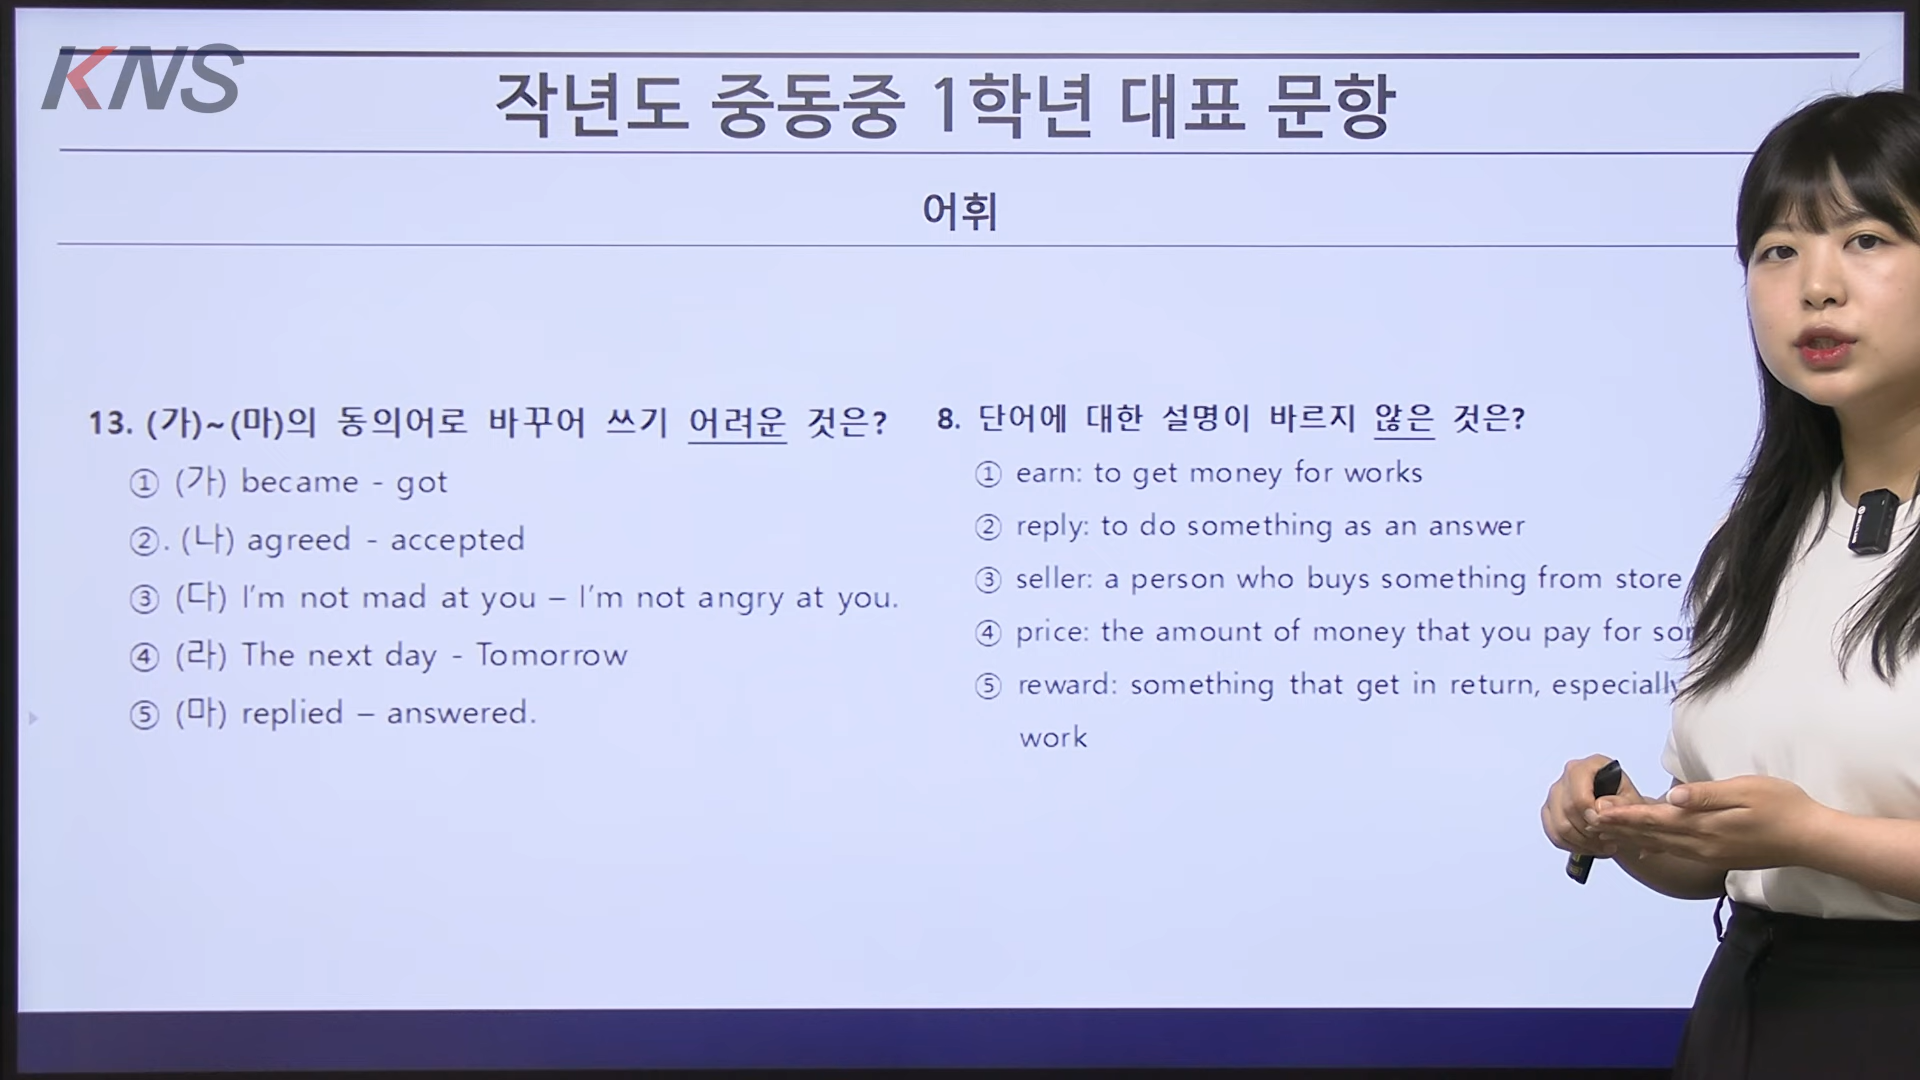 KNS
작년도 중동중 1학년 대표 문항
어휘
13. (가)~(마)의 동의어로 바꾸어 쓰기 어려운 것은?
① (가) became - got
②. (나) agreed - accepted
③ (다) I'm not mad at you – I'm not angry at you.
④ (라) The next day - Tomorrow
⑤ (마) replied – answered.
8. 단어에 대한 설명이 바르지 않은 것은?
① earn: to get money for works
② reply: to do something as an answer
③ seller: a person who buys something from store
④ price: the amount of money that you pay for
⑤ reward: something that get in return, especially
work